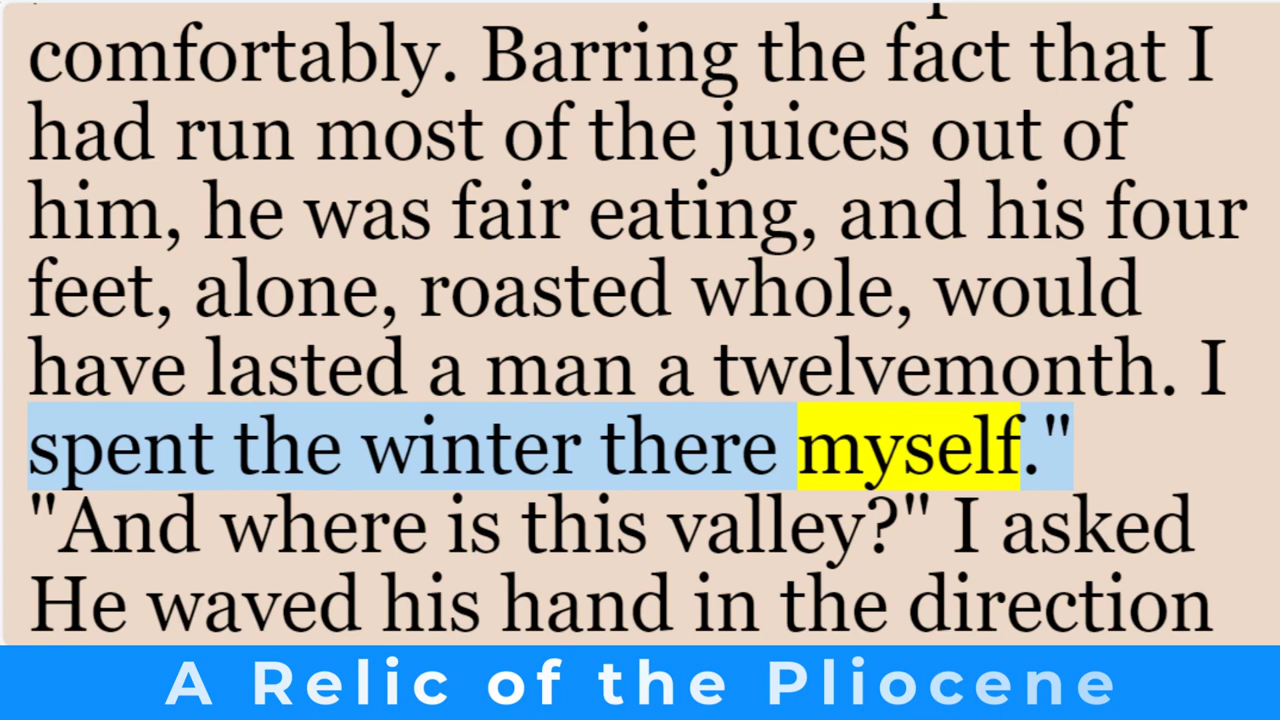 comfortably. Barring the fact that I
had run most of the juices out of
him, he was fair eating, and his four
feet, alone, roasted whole, would
have lasted a man a twelvemonth. I
spent the winter there myself."
"And where is this valley?" I asked
He waved his hand in the direction
A Relic of the Pliocene